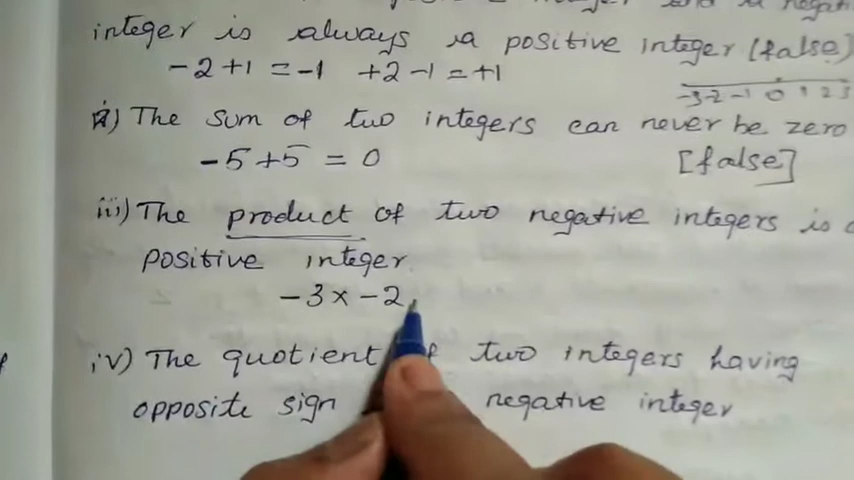 integer is always a positive integer [false]
-2+1 = -1 +2-1 = +1
-3 -2 -1 0 1 2 3
ii) The sum of two integers can never be zero
-5+5 = 0 [false]
iii) The product of two negative integers is a
positive integer
-3 x -2
iv) The quotient of two integers having
opposite sign negative integer